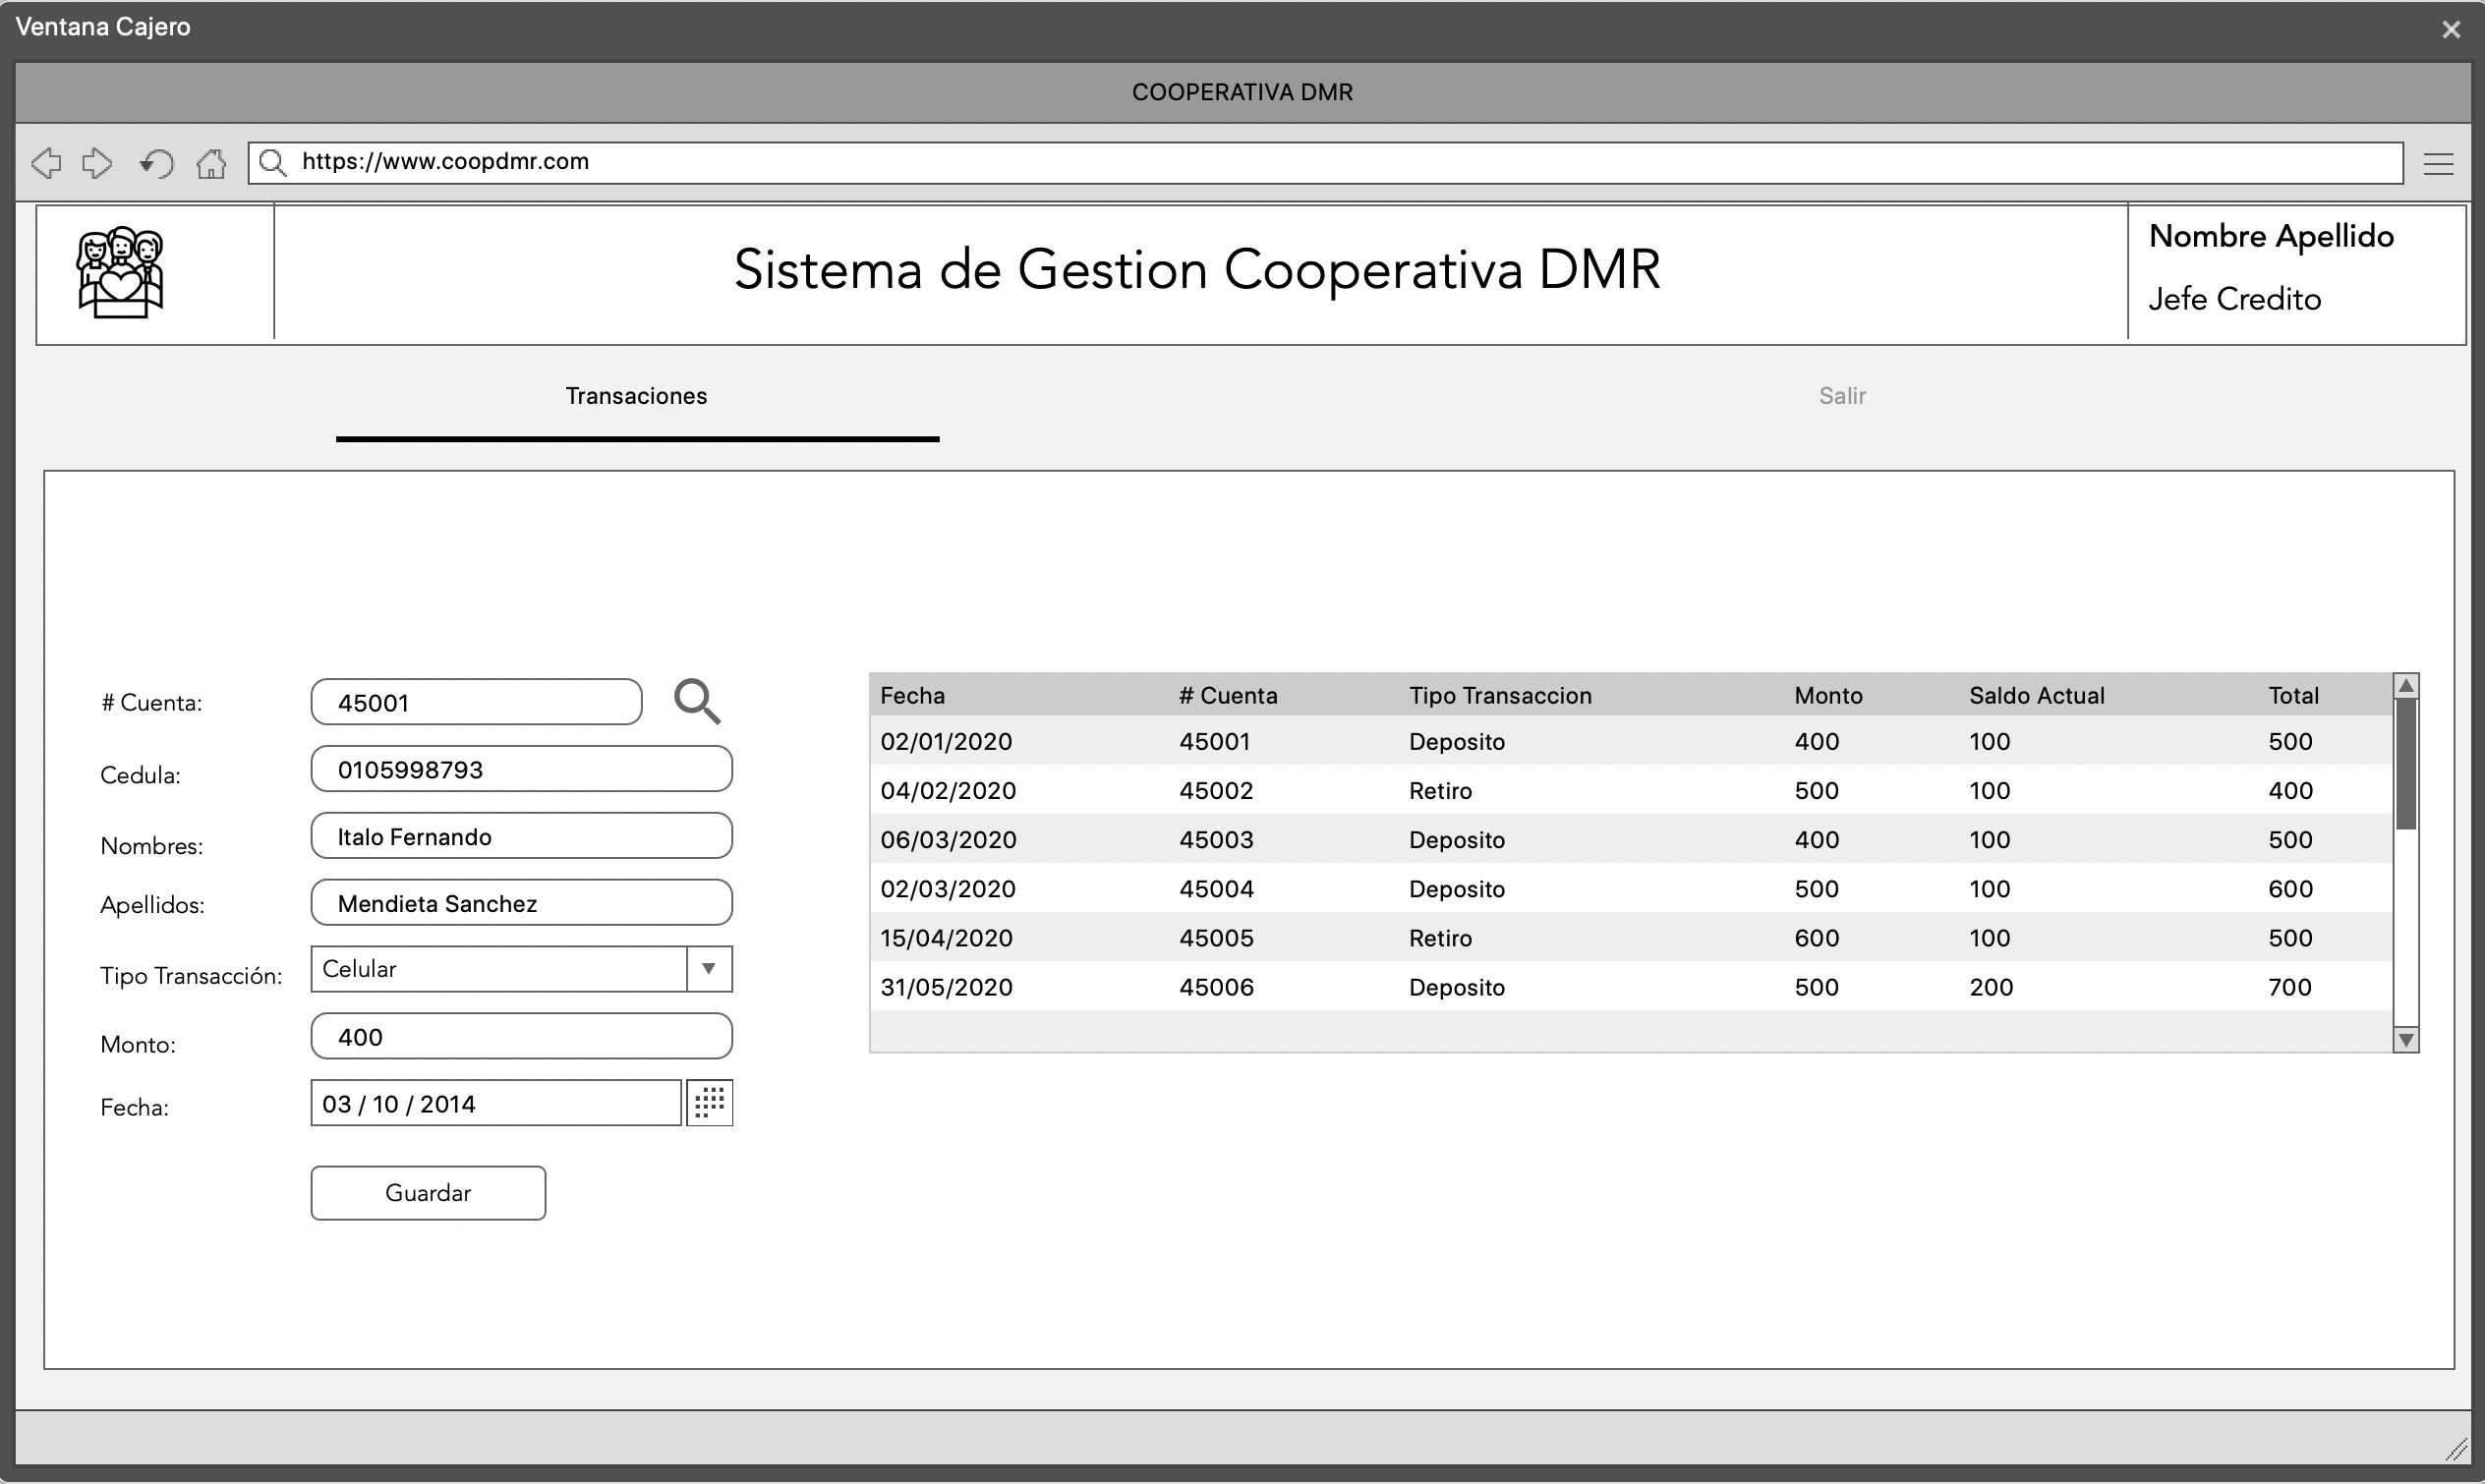 Ventana Cajero
COOPERATIVA DMR
https://www.coopdmr.com
Sistema de Gestion Cooperativa DMR
Nombre Apellido
Jefe Credito
Transaciones
Salir
# Cuenta: 45001
Cedula: 0105998793
Nombres: Italo Fernando
Apellidos: Mendieta Sanchez
Tipo Transacción: Celular
Monto: 400
Fecha: 03 / 10 / 2014
Guardar
Fecha # Cuenta Tipo Transaccion Monto Saldo Actual Total
02/01/2020 45001 Deposito 400 100 500
04/02/2020 45002 Retiro 500 100 400
06/03/2020 45003 Deposito 400 100 500
02/03/2020 45004 Deposito 500 100 600
15/04/2020 45005 Retiro 600 100 500
31/05/2020 45006 Deposito 500 200 700